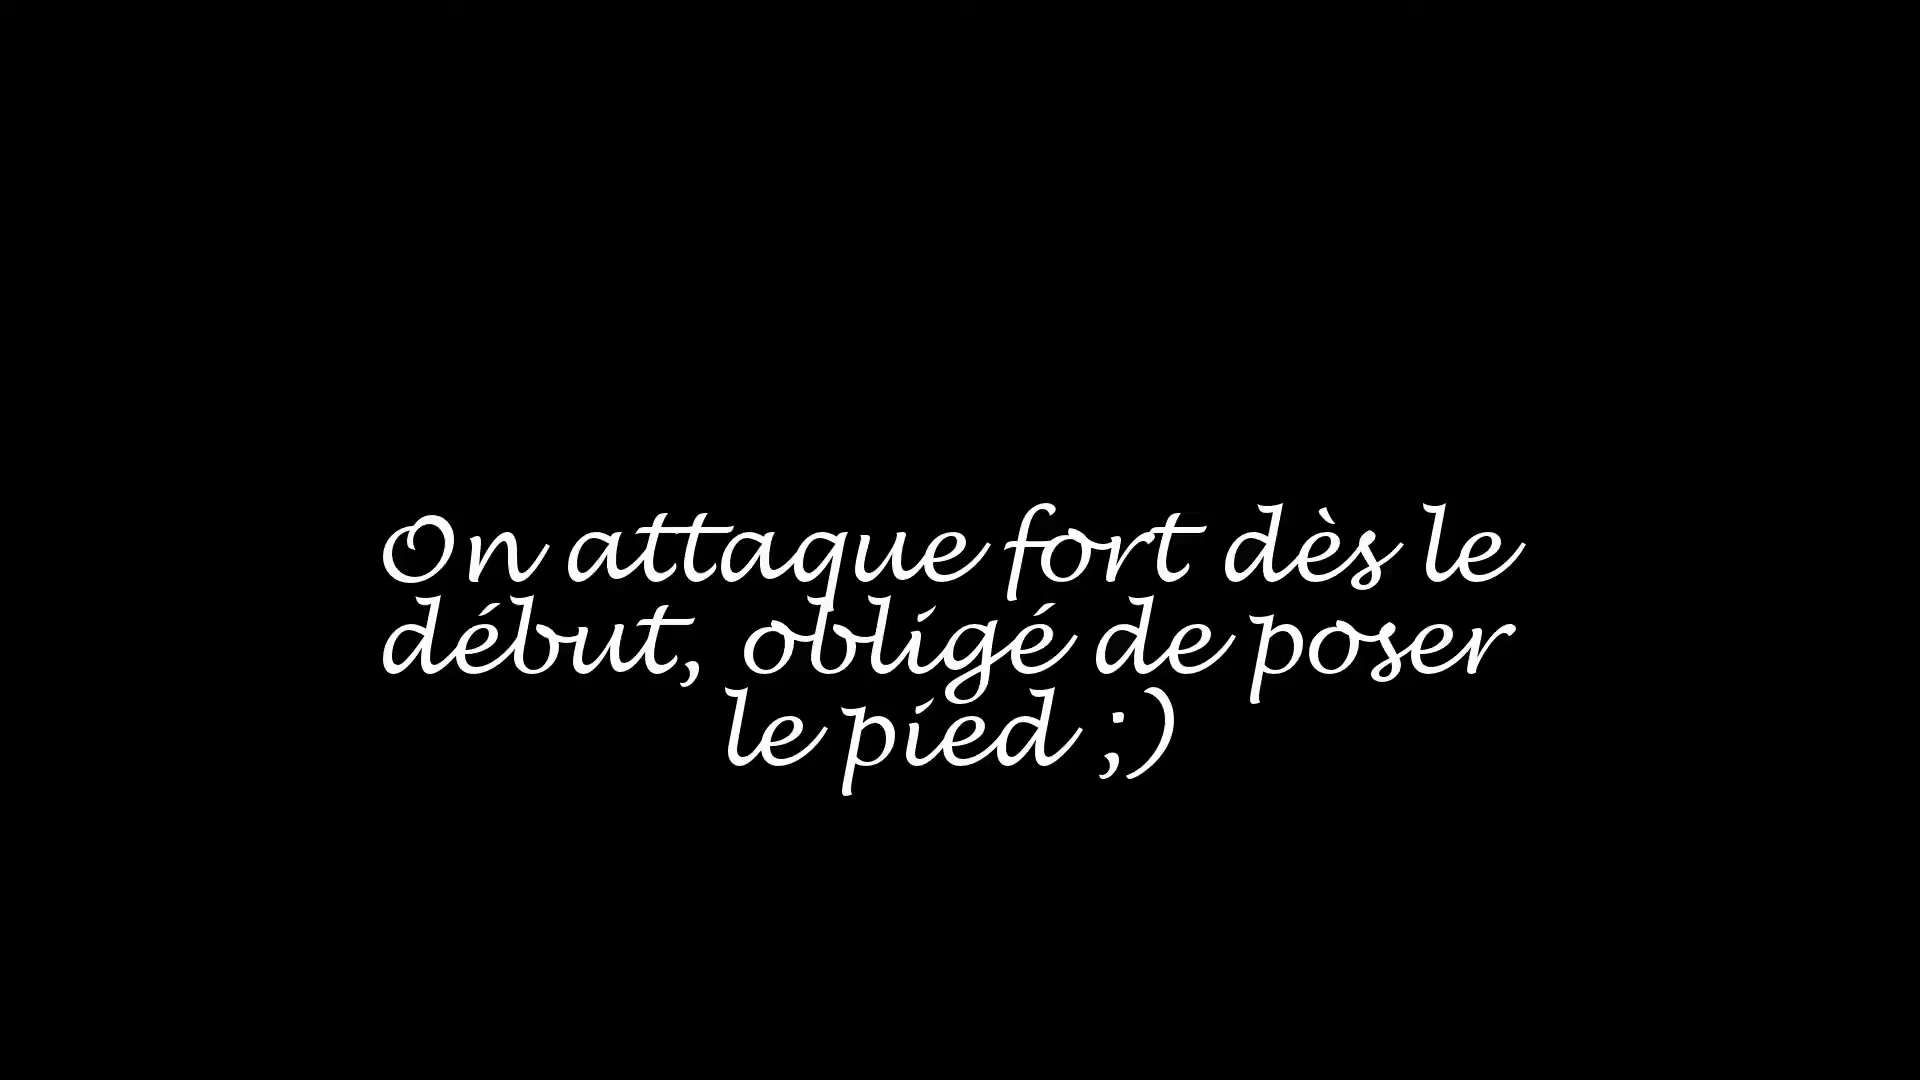 On attaque fort dès le
début, obligé de poser
le pied ;)